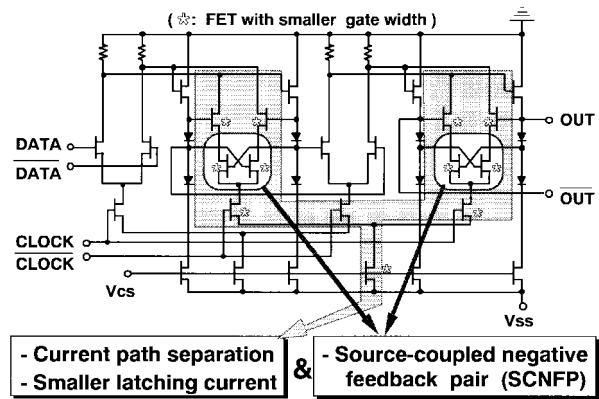 ( ☆: FET with smaller gate width )
OUT
DATA
DATA
OUT
CLOCK
CLOCK
Vcs
Vss
- Current path separation
- Smaller latching current
&
- Source-coupled negative
feedback pair (SCNFP)